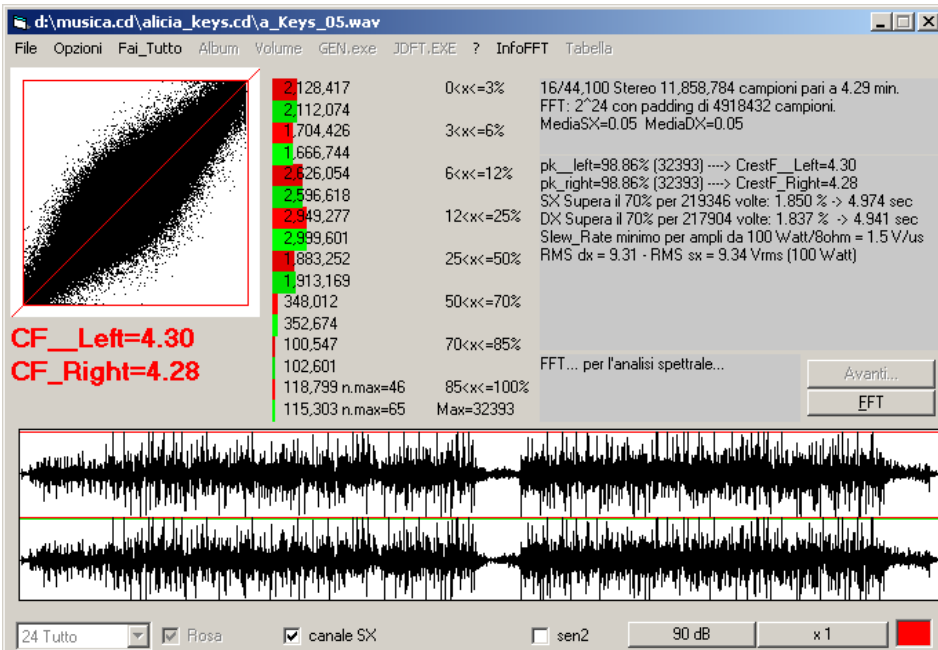 d:\musica.cd\alicia_keys.cd\a_Keys_05.wav
File Opzioni Fai_Tutto Album Volume GEN.exe JDFT.EXE ? InfoFFT Tabella
2,128,417 0<x<=3%
2,112,074
1,704,426 3<x<=6%
1,666,744
2,626,054 6<x<=12%
2,596,618
2,949,277 12<x<=25%
2,999,601
1,883,252 25<x<=50%
1,913,169
348,012 50<x<=70%
352,674
100,547 70<x<=85%
102,601
118,799 n.max=46 85<x<=100%
115,303 n.max=65 Max=32393
16/44,100 Stereo 11,858,784 campioni pari a 4.29 min.
FFT: 2^24 con padding di 4918432 campioni.
MediaSX=0.05 MediaDX=0.05
pk__left=98.86% (32393) ----> CrestF__Left=4.30
pk_right=98.86% (32393) ----> CrestF_Right=4.28
SX Supera il 70% per 219346 volte: 1.850 % -> 4.974 sec
DX Supera il 70% per 217904 volte: 1.837 % -> 4.941 sec
Slew_Rate minimo per ampli da 100 Watt/8ohm = 1.5 V/us
RMS dx = 9.31 - RMS sx = 9.34 Vrms (100 Watt)
CF__Left=4.30
CF_Right=4.28
FFT... per l'analisi spettrale...
Avanti...
FFT
24 Tutto Rosa canale SX sen2 90 dB x 1